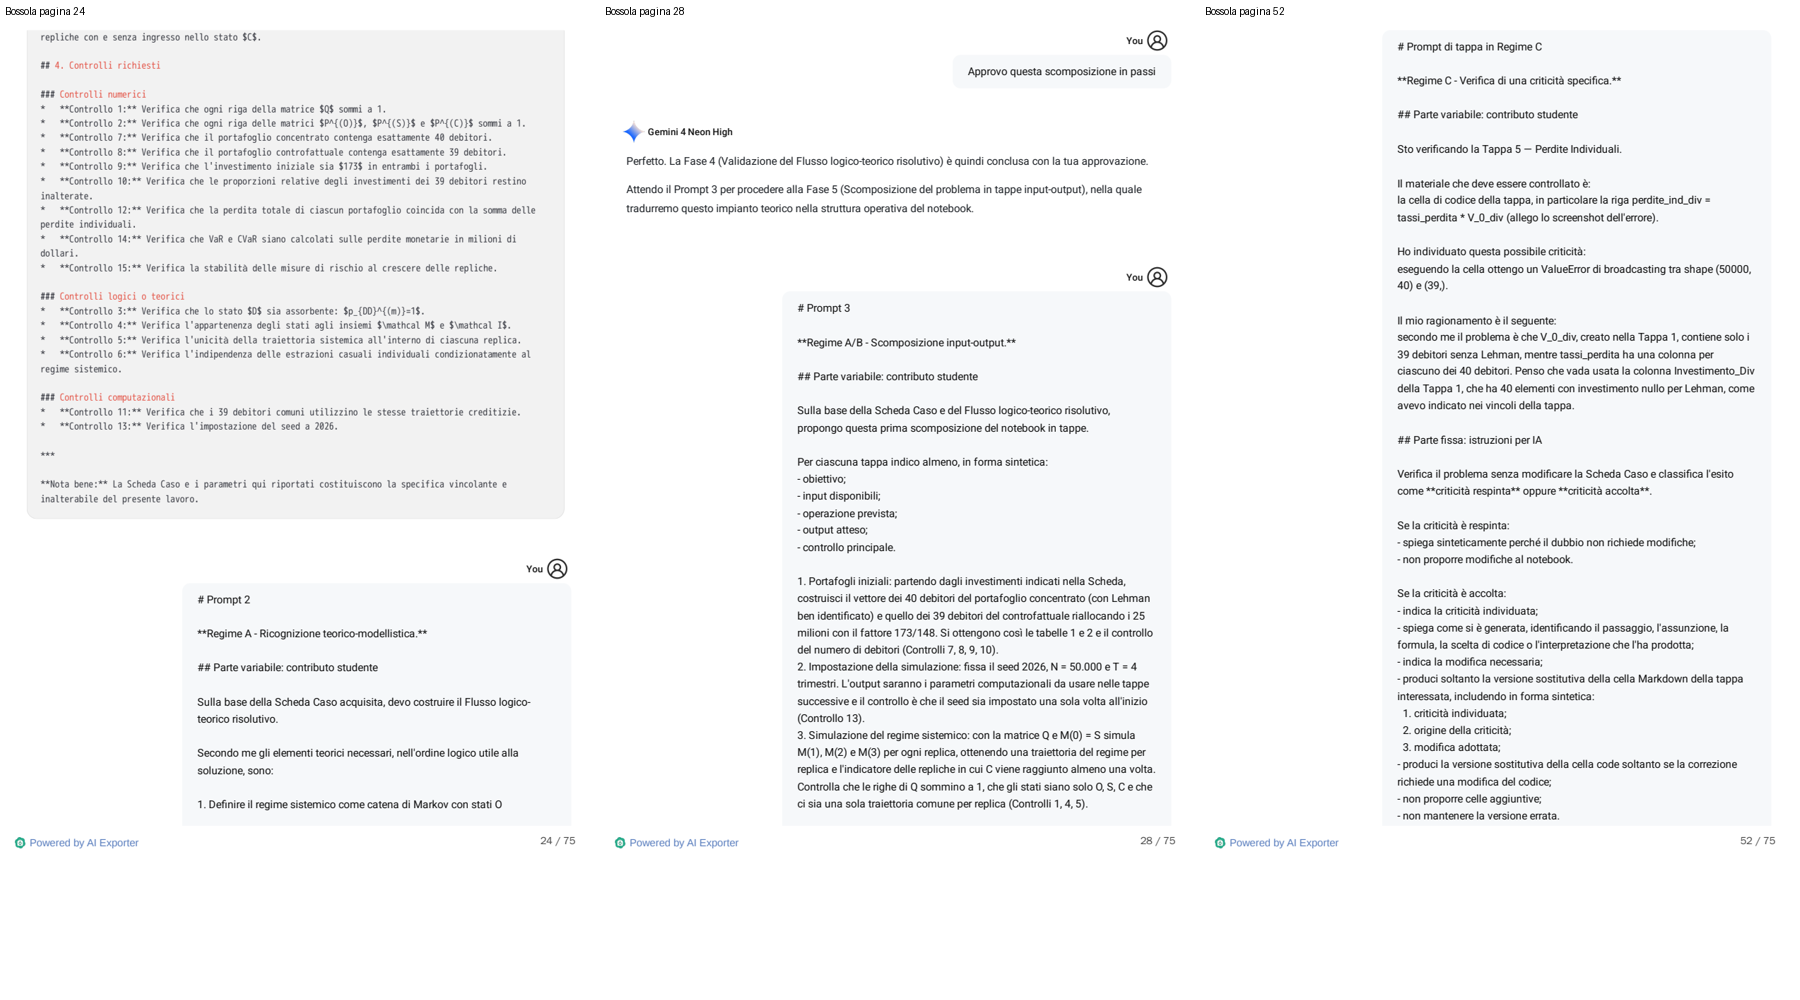 Bossola pagina 24
repliche con e senza ingresso nello stato $C$.
## 4. Controlli richiesti
### Controlli numerici
* **Controllo 1:** Verifica che ogni riga della matrice $Q$ sommi a 1.
* **Controllo 2:** Verifica che ogni riga delle matrici $P^{(O)}$, $P^{(S)}$ e $P^{(C)}$ sommi a 1.
* **Controllo 7:** Verifica che il portafoglio concentrato contenga esattamente 40 debitori.
* **Controllo 8:** Verifica che il portafoglio controfattuale contenga esattamente 39 debitori.
* **Controllo 9:** Verifica che l'investimento iniziale sia $173$ in entrambi i portafogli.
* **Controllo 10:** Verifica che le proporzioni relative degli investimenti dei 39 debitori restino
inalterate.
* **Controllo 12:** Verifica che la perdita totale di ciascun portafoglio coincida con la somma delle
perdite individuali.
* **Controllo 14:** Verifica che VaR e CVaR siano calcolati sulle perdite monetarie in milioni di
dollari.
* **Controllo 15:** Verifica la stabilità delle misure di rischio al crescere delle repliche.
### Controlli logici o teorici
* **Controllo 3:** Verifica che lo stato $D$ sia assorbente: $p_{DD}^{(m)}=1$.
* **Controllo 4:** Verifica l'appartenenza degli stati agli insiemi $\mathcal M$ e $\mathcal I$.
* **Controllo 5:** Verifica l'unicità della traiettoria sistemica all'interno di ciascuna replica.
* **Controllo 6:** Verifica l'indipendenza delle estrazioni casuali individuali condizionatamente al
regime sistemico.
### Controlli computazionali
* **Controllo 11:** Verifica che i 39 debitori comuni utilizzino le stesse traiettorie creditizie.
* **Controllo 13:** Verifica l'impostazione del seed a 2026.
***
**Nota bene:** La Scheda Caso e i parametri qui riportati costituiscono la specifica vincolante e
inalterabile del presente lavoro.
You
# Prompt 2
**Regime A - Ricognizione teorico-modellistica.**
## Parte variabile: contributo studente
Sulla base della Scheda Caso acquisita, devo costruire il Flusso logico-
teorico risolutivo.
Secondo me gli elementi teorici necessari, nell'ordine logico utile alla
soluzione, sono:
1. Definire il regime sistemico come catena di Markov con stati O
Powered by AI Exporter
24 / 75
Bossola pagina 28
You
Approvo questa scomposizione in passi
Gemini 4 Neon High
Perfetto. La Fase 4 (Validazione del Flusso logico-teorico risolutivo) è quindi conclusa con la tua approvazione.
Attendo il Prompt 3 per procedere alla Fase 5 (Scomposizione del problema in tappe input-output), nella quale
tradurremo questo impianto teorico nella struttura operativa del notebook.
You
# Prompt 3
**Regime A/B - Scomposizione input-output.**
## Parte variabile: contributo studente
Sulla base della Scheda Caso e del Flusso logico-teorico risolutivo,
propongo questa prima scomposizione del notebook in tappe.
Per ciascuna tappa indico almeno, in forma sintetica:
- obiettivo;
- input disponibili;
- operazione prevista;
- output atteso;
- controllo principale.
1. Portafogli iniziali: partendo dagli investimenti indicati nella Scheda,
costruisci il vettore dei 40 debitori del portafoglio concentrato (con Lehman
ben identificato) e quello dei 39 debitori del controfattuale riallocando i 25
milioni con il fattore 173/148. Si ottengono così le tabelle 1 e 2 e il controllo
del numero di debitori (Controlli 7, 8, 9, 10).
2. Impostazione della simulazione: fissa il seed 2026, N = 50.000 e T = 4
trimestri. L'output saranno i parametri computazionali da usare nelle tappe
successive e il controllo è che il seed sia impostato una sola volta all'inizio
(Controllo 13).
3. Simulazione del regime sistemico: con la matrice Q e M(0) = S simula
M(1), M(2) e M(3) per ogni replica, ottenendo una traiettoria del regime per
replica e l'indicatore delle repliche in cui C viene raggiunto almeno una volta.
Controlla che le righe di Q sommino a 1, che gli stati siano solo O, S, C e che
ci sia una sola traiettoria comune per replica (Controlli 1, 4, 5).
Powered by AI Exporter
28 / 75
Bossola pagina 52
# Prompt di tappa in Regime C
**Regime C - Verifica di una criticità specifica.**
## Parte variabile: contributo studente
Sto verificando la Tappa 5 — Perdite Individuali.
Il materiale che deve essere controllato è:
la cella di codice della tappa, in particolare la riga perdite_ind_div =
tassi_perdita * V_0_div (allego lo screenshot dell'errore).
Ho individuato questa possibile criticità:
eseguendo la cella ottengo un ValueError di broadcasting tra shape (50000,
40) e (39,).
Il mio ragionamento è il seguente:
secondo me il problema è che V_0_div, creato nella Tappa 1, contiene solo i
39 debitori senza Lehman, mentre tassi_perdita ha una colonna per
ciascuno dei 40 debitori. Penso che vada usata la colonna Investimento_Div
della Tappa 1, che ha 40 elementi con investimento nullo per Lehman, come
avevo indicato nei vincoli della tappa.
## Parte fissa: istruzioni per IA
Verifica il problema senza modificare la Scheda Caso e classifica l'esito
come **criticità respinta** oppure **criticità accolta**.
Se la criticità è respinta:
- spiega sinteticamente perché il dubbio non richiede modifiche;
- non proporre modifiche al notebook.
Se la criticità è accolta:
- indica la criticità individuata;
- spiega come si è generata, identificando il passaggio, l'assunzione, la
formula, la scelta di codice o l'interpretazione che l'ha prodotta;
- indica la modifica necessaria;
- produci soltanto la versione sostitutiva della cella Markdown della tappa
interessata, includendo in forma sintetica:
1. criticità individuata;
2. origine della criticità;
3. modifica adottata;
- produci la versione sostitutiva della cella code soltanto se la correzione
richiede una modifica del codice;
- non proporre celle aggiuntive;
- non mantenere la versione errata.
Powered by AI Exporter
52 / 75